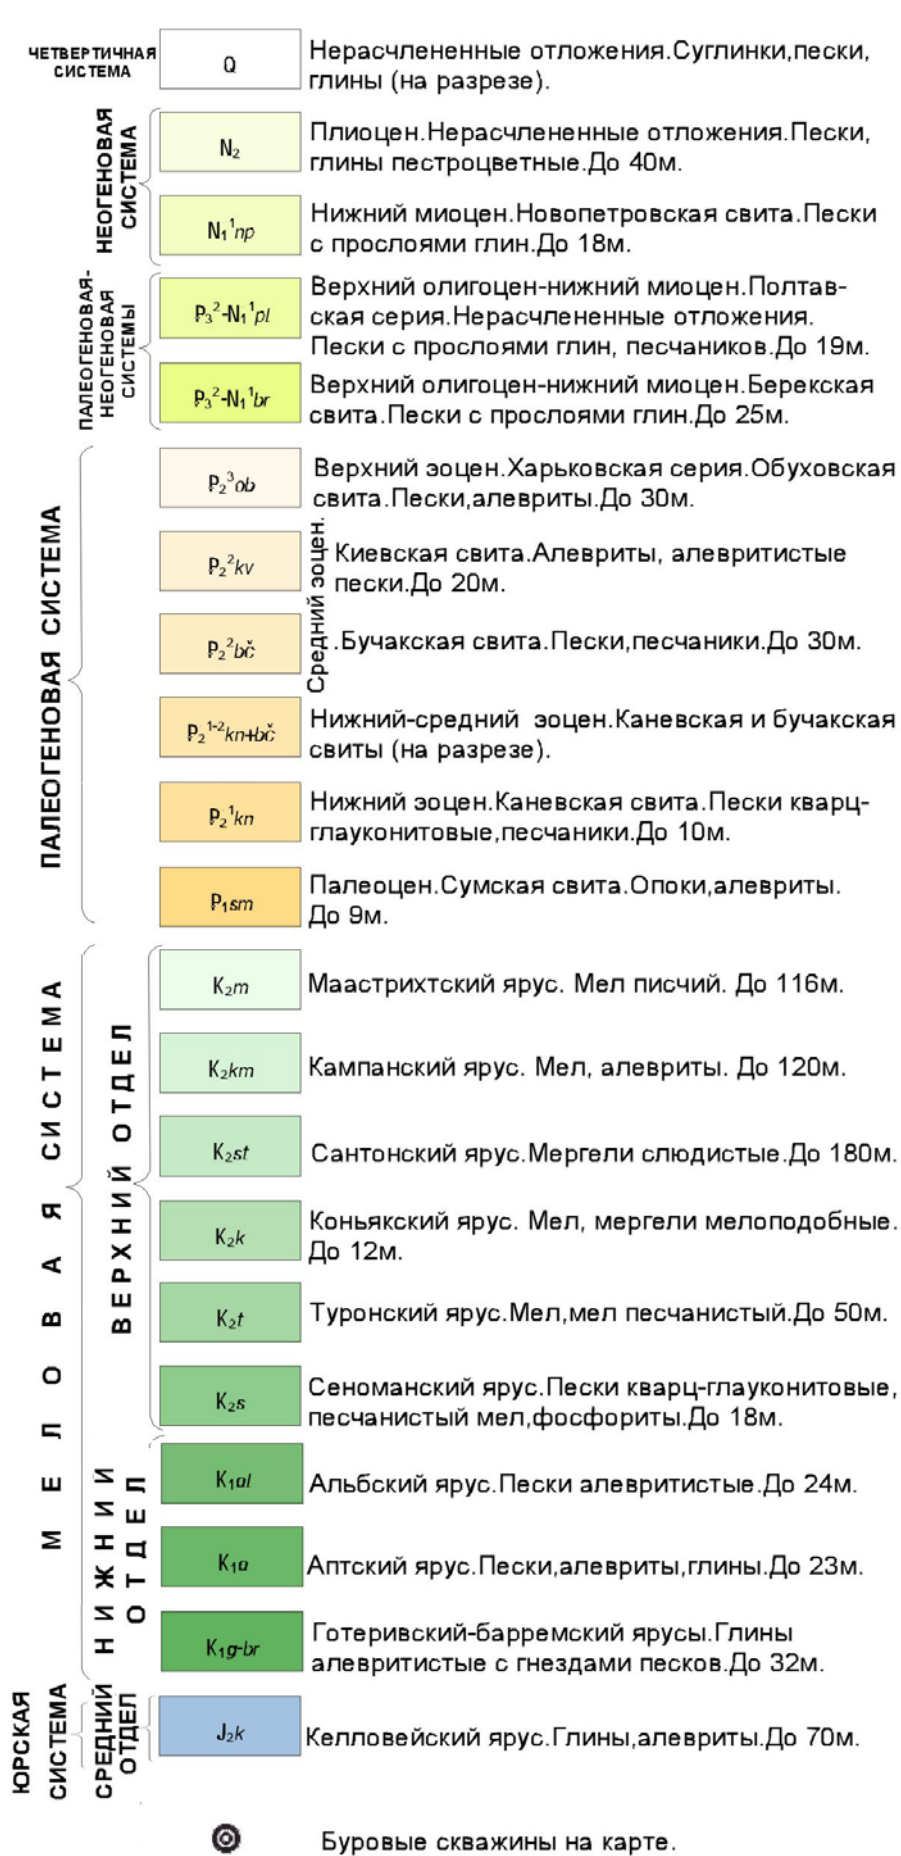 ЧЕТВЕРТИЧНАЯ
СИСТЕМА
Q
Нерасчлененные отложения.Суглинки,пески,
глины (на разрезе).
НЕОГЕНОВАЯ
СИСТЕМА
N₂
Плиоцен.Нерасчлененные отложения.Пески,
глины пестроцветные.До 40м.
N₁¹np
Нижний миоцен.Новопетровская свита.Пески
с прослоями глин.До 18м.
ПАЛЕОГЕНОВАЯ-
НЕОГЕНОВАЯ
СИСТЕМЫ
P₃²-N₁¹pl
Верхний олигоцен-нижний миоцен.Полтав-
ская серия.Нерасчлененные отложения.
Пески с прослоями глин, песчаников.До 19м.
P₃²-N₁¹br
Верхний олигоцен-нижний миоцен.Берекская
свита.Пески с прослоями глин.До 25м.
ПАЛЕОГЕНОВАЯ СИСТЕМА
P₂³ob
Верхний эоцен.Харьковская серия.Обуховская
свита.Пески,алевриты.До 30м.
Средний эоцен.
P₂²kv
Киевская свита.Алевриты, алевритистые
пески.До 20м.
P₂²bč
.Бучакская свита.Пески,песчаники.До 30м.
P₂¹⁻²kn+bč
Нижний-средний эоцен.Каневская и бучакская
свиты (на разрезе).
P₂¹kn
Нижний эоцен.Каневская свита.Пески кварц-
глауконитовые,песчаники.До 10м.
P₁sm
Палеоцен.Сумская свита.Опоки,алевриты.
До 9м.
МЕЛОВАЯ СИСТЕМА
ВЕРХНИЙ ОТДЕЛ
K₂m
Маастрихтский ярус. Мел писчий. До 116м.
K₂km
Кампанский ярус. Мел, алевриты. До 120м.
K₂st
Сантонский ярус.Мергели слюдистые.До 180м.
K₂k
Коньякский ярус. Мел, мергели мелоподобные.
До 12м.
K₂t
Туронский ярус.Мел,мел песчанистый.До 50м.
K₂s
Сеноманский ярус.Пески кварц-глауконитовые,
песчанистый мел,фосфориты.До 18м.
НИЖНИЙ
ОТДЕЛ
K₁al
Альбский ярус.Пески алевритистые.До 24м.
K₁a
Аптский ярус.Пески,алевриты,глины.До 23м.
K₁g-br
Готеривский-барремский ярусы.Глины
алевритистые с гнездами песков.До 32м.
ЮРСКАЯ
СИСТЕМА
СРЕДНИЙ
ОТДЕЛ
J₂k
Келловейский ярус.Глины,алевриты.До 70м.
Буровые скважины на карте.